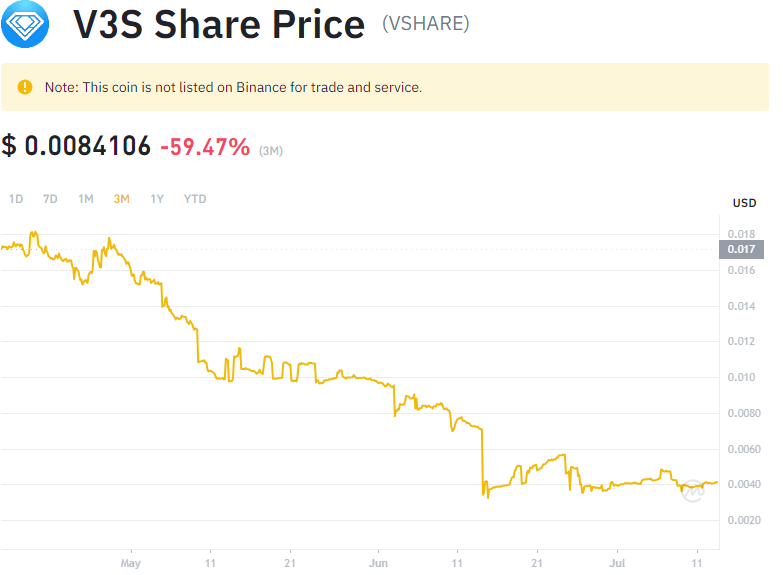 V3S Share Price (VSHARE)
Note: This coin is not listed on Binance for trade and service.
$ 0.0084106 -59.47% (3M)
1D 7D 1M 3M 1Y YTD
USD
0.018
0.017
0.016
0.014
0.012
0.010
0.0080
0.0060
0.0040
0.0020
May 11 21 Jun 11 21 Jul 11